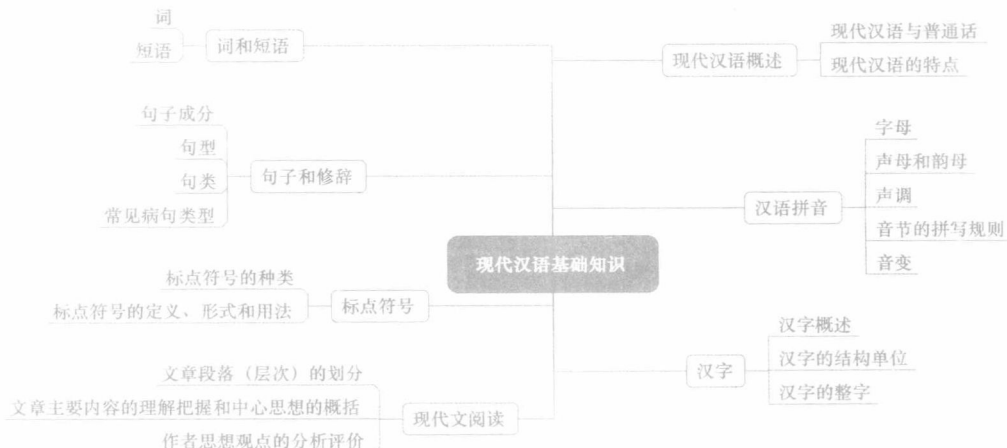 现代汉语基础知识
现代汉语概述
现代汉语与普通话
现代汉语的特点
汉语拼音
字母
声母和韵母
声调
音节的拼写规则
音变
汉字
汉字概述
汉字的结构单位
汉字的整字
词和短语
词
短语
句子和修辞
句子成分
句型
句类
常见病句类型
标点符号
标点符号的种类
标点符号的定义、形式和用法
现代文阅读
文章段落（层次）的划分
文章主要内容的理解把握和中心思想的概括
作者思想观点的分析评价